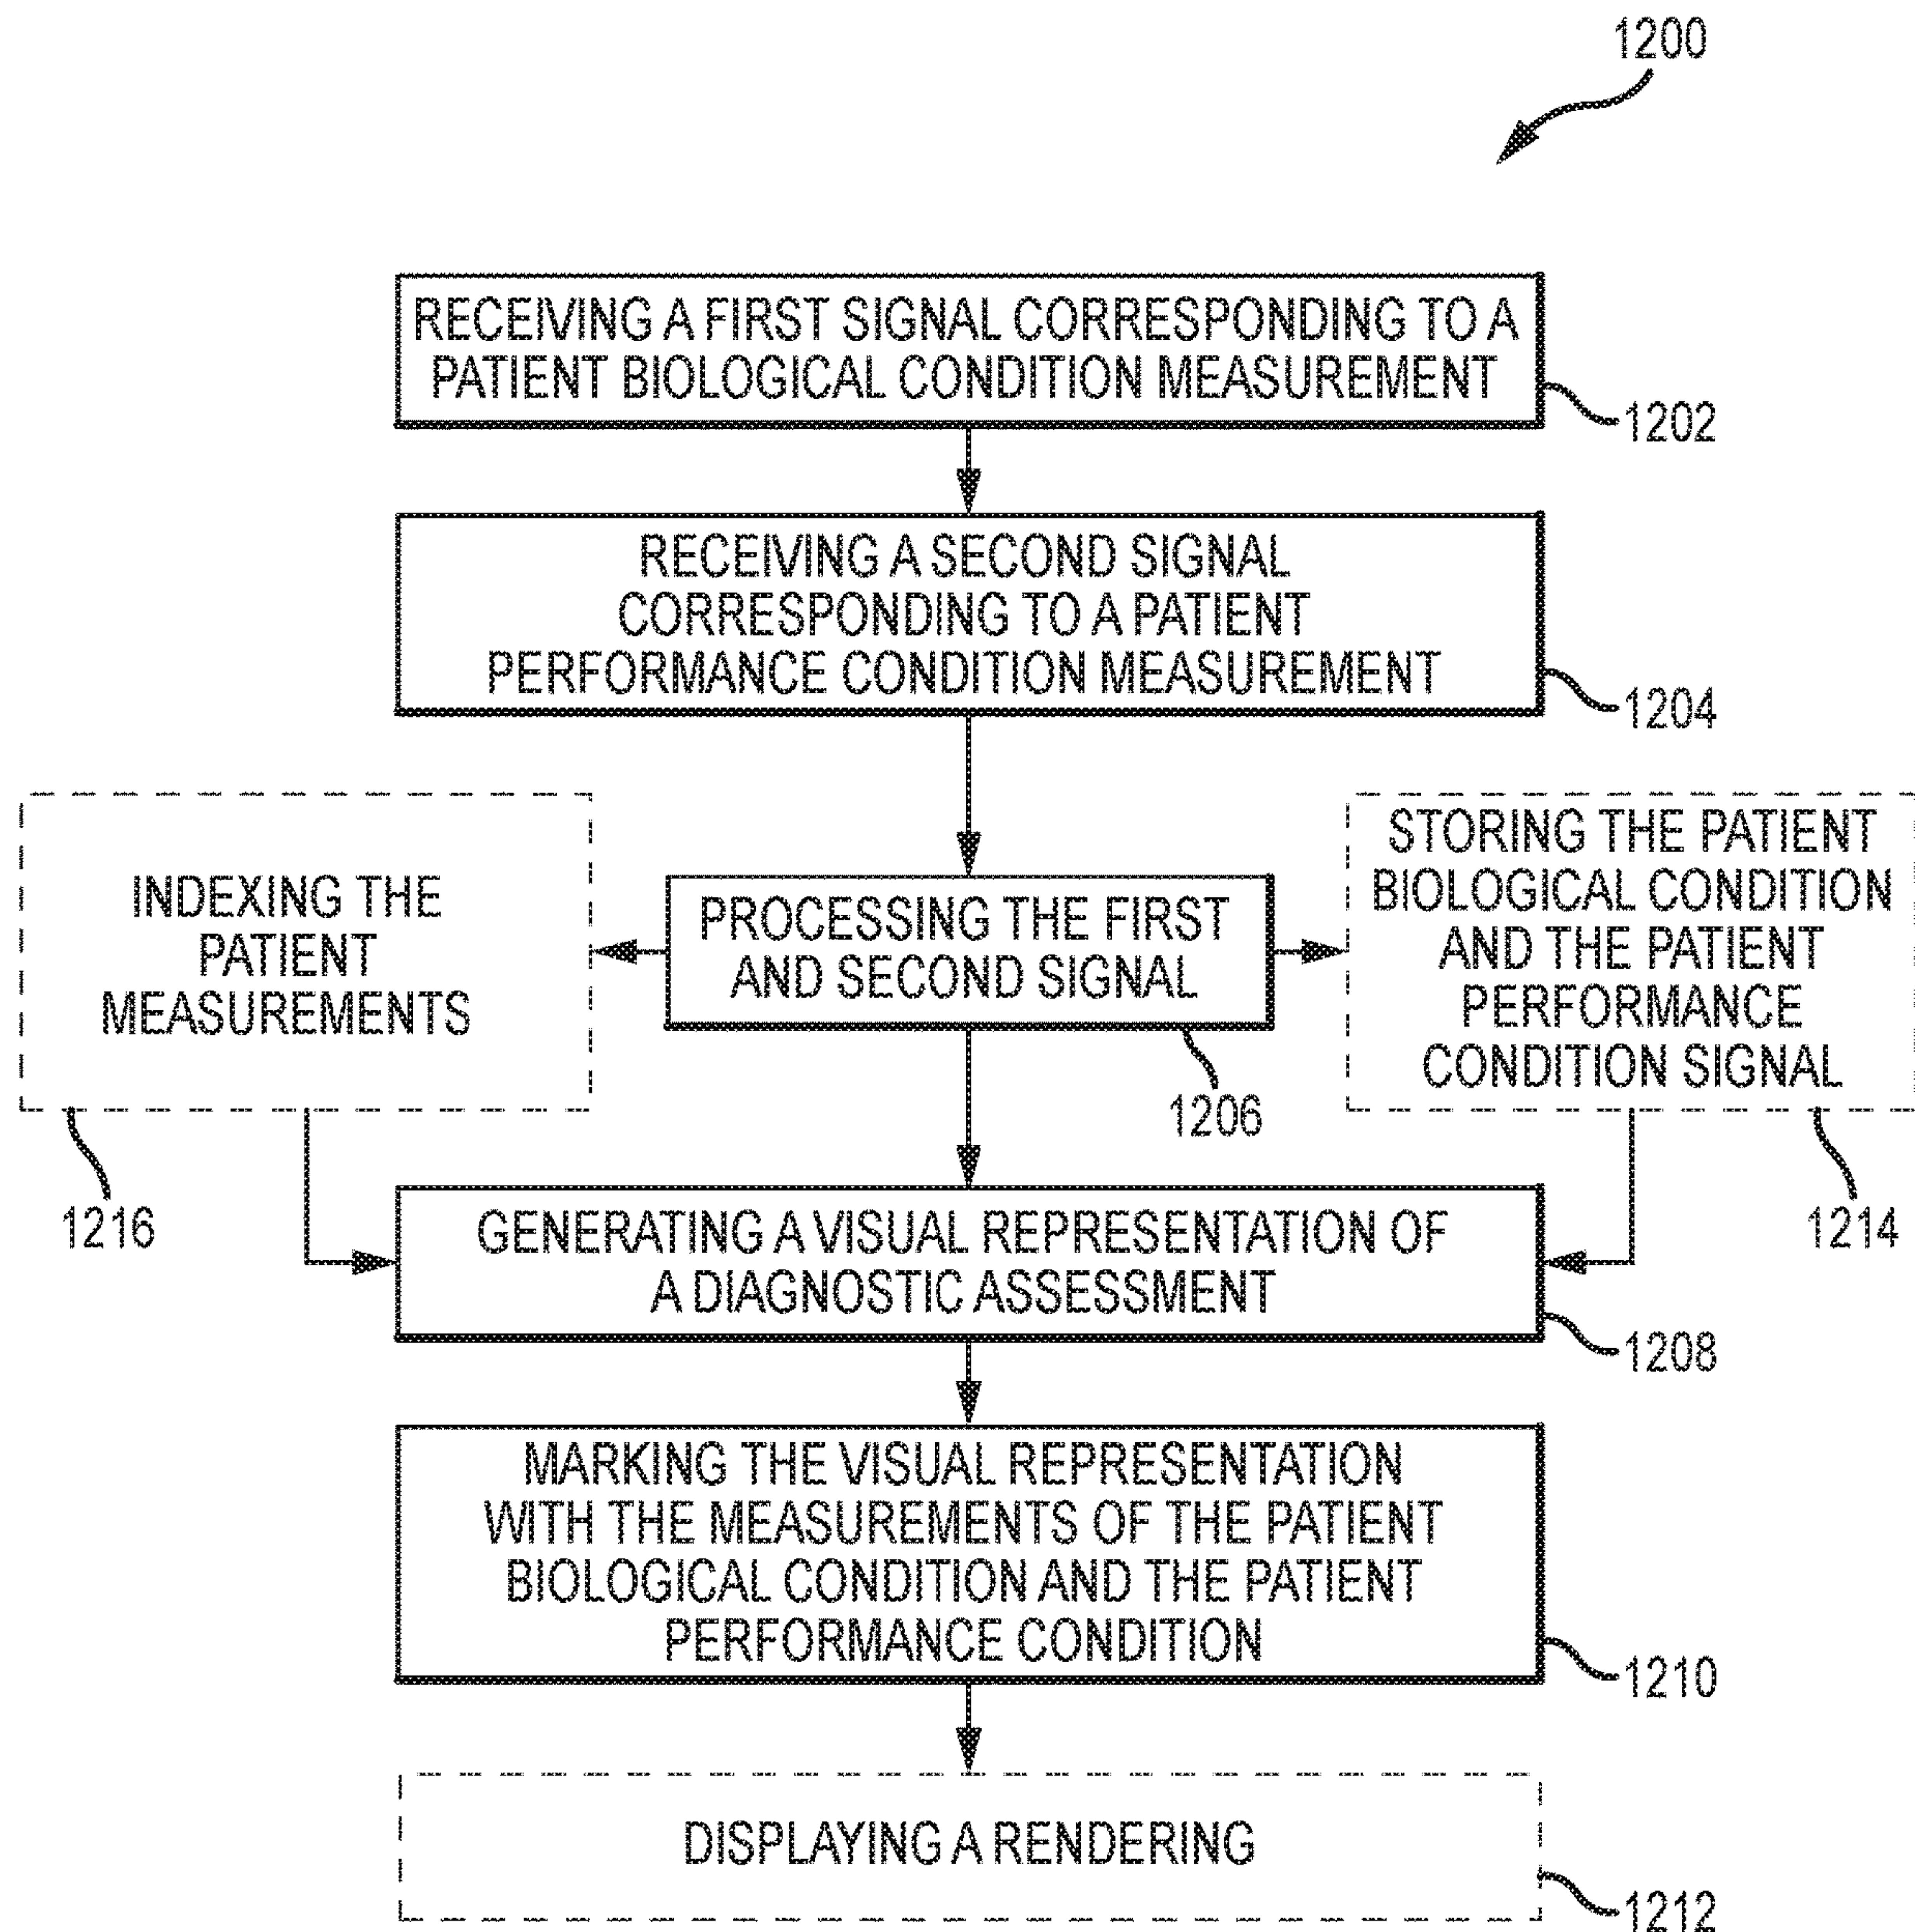 1200
RECEIVING A FIRST SIGNAL CORRESPONDING TO A
PATIENT BIOLOGICAL CONDITION MEASUREMENT
1202
RECEIVING A SECOND SIGNAL
CORRESPONDING TO A PATIENT
PERFORMANCE CONDITION MEASUREMENT
1204
INDEXING THE
PATIENT
MEASUREMENTS
1216
PROCESSING THE FIRST
AND SECOND SIGNAL
1206
STORING THE PATIENT
BIOLOGICAL CONDITION
AND THE PATIENT
PERFORMANCE
CONDITION SIGNAL
1214
GENERATING A VISUAL REPRESENTATION OF
A DIAGNOSTIC ASSESSMENT
1208
MARKING THE VISUAL REPRESENTATION
WITH THE MEASUREMENTS OF THE PATIENT
BIOLOGICAL CONDITION AND THE PATIENT
PERFORMANCE CONDITION
1210
DISPLAYING A RENDERING
1212